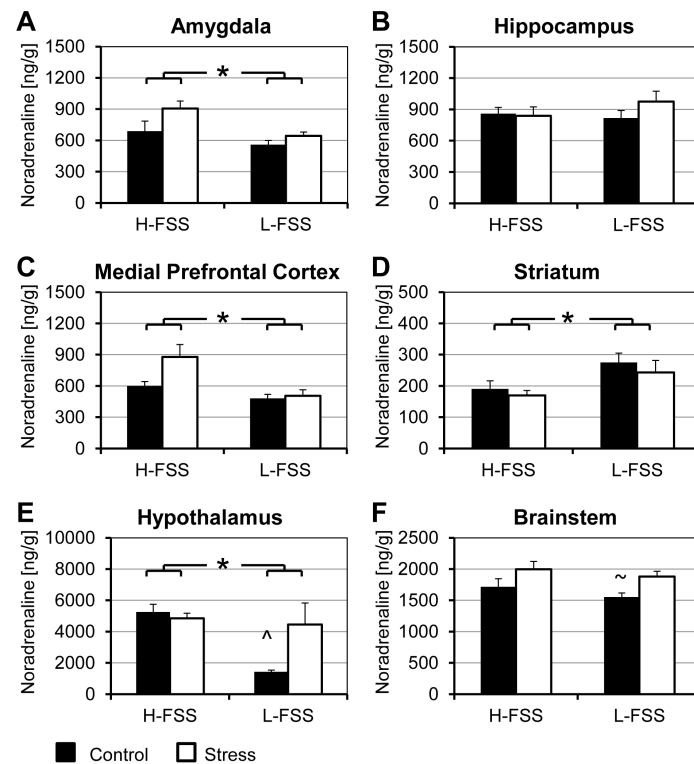 A Amygdala
Noradrenaline [ng/g]
1500
1200
900
600
300
0
*
H-FSS L-FSS
B Hippocampus
Noradrenaline [ng/g]
1500
1200
900
600
300
0
H-FSS L-FSS
C Medial Prefrontal Cortex
Noradrenaline [ng/g]
1500
1200
900
600
300
0
*
H-FSS L-FSS
D Striatum
Noradrenaline [ng/g]
500
400
300
200
100
0
*
H-FSS L-FSS
E Hypothalamus
Noradrenaline [ng/g]
10000
8000
6000
4000
2000
0
*
^
H-FSS L-FSS
F Brainstem
Noradrenaline [ng/g]
2500
2000
1500
1000
500
0
~
H-FSS L-FSS
Control Stress